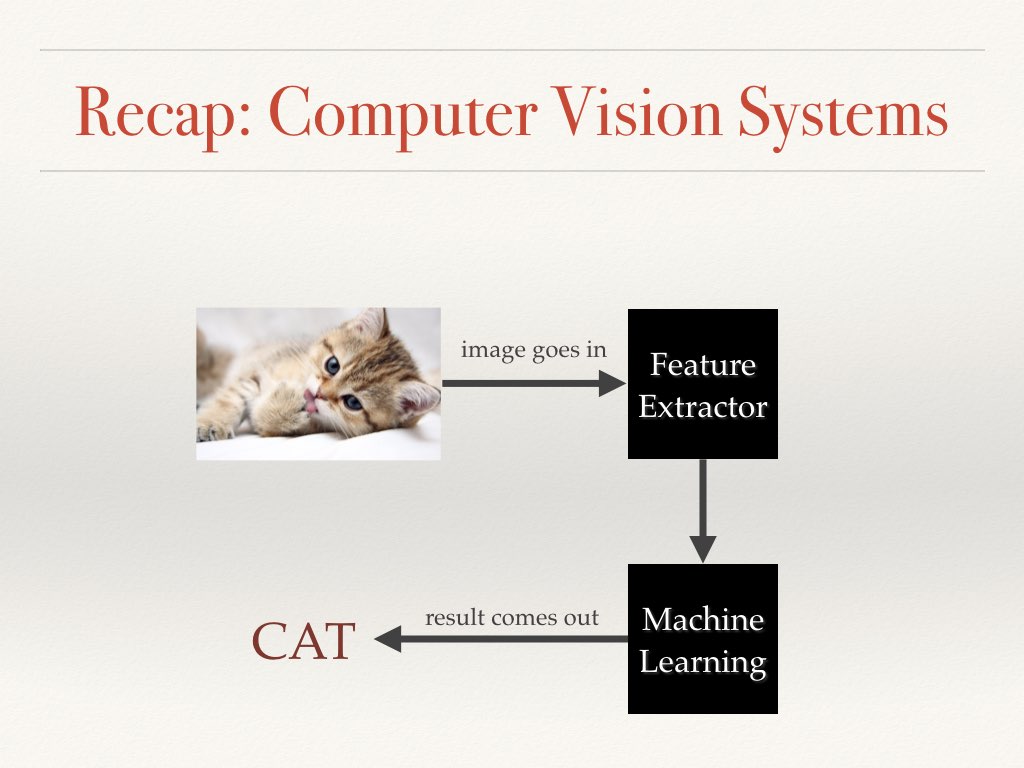 Recap: Computer Vision Systems
image goes in
Feature
Extractor
Machine
Learning
result comes out
CAT